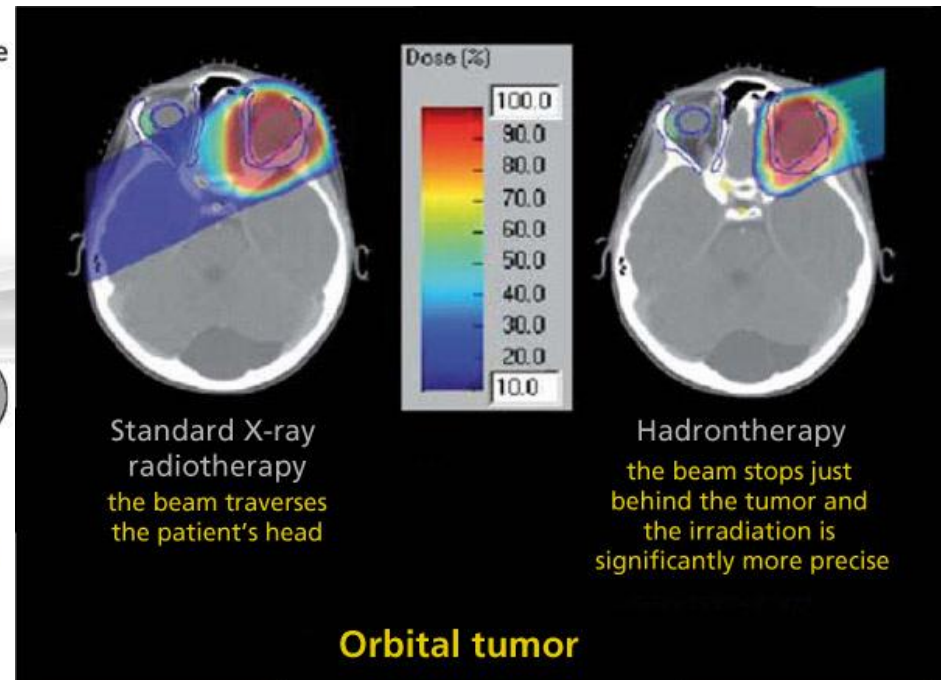 e
Dose (%)
100.0
90.0
80.0
70.0
60.0
50.0
40.0
30.0
20.0
10.0
Standard X-ray
radiotherapy
the beam traverses
the patient's head
Hadrontherapy
the beam stops just
behind the tumor and
the irradiation is
significantly more precise
Orbital tumor